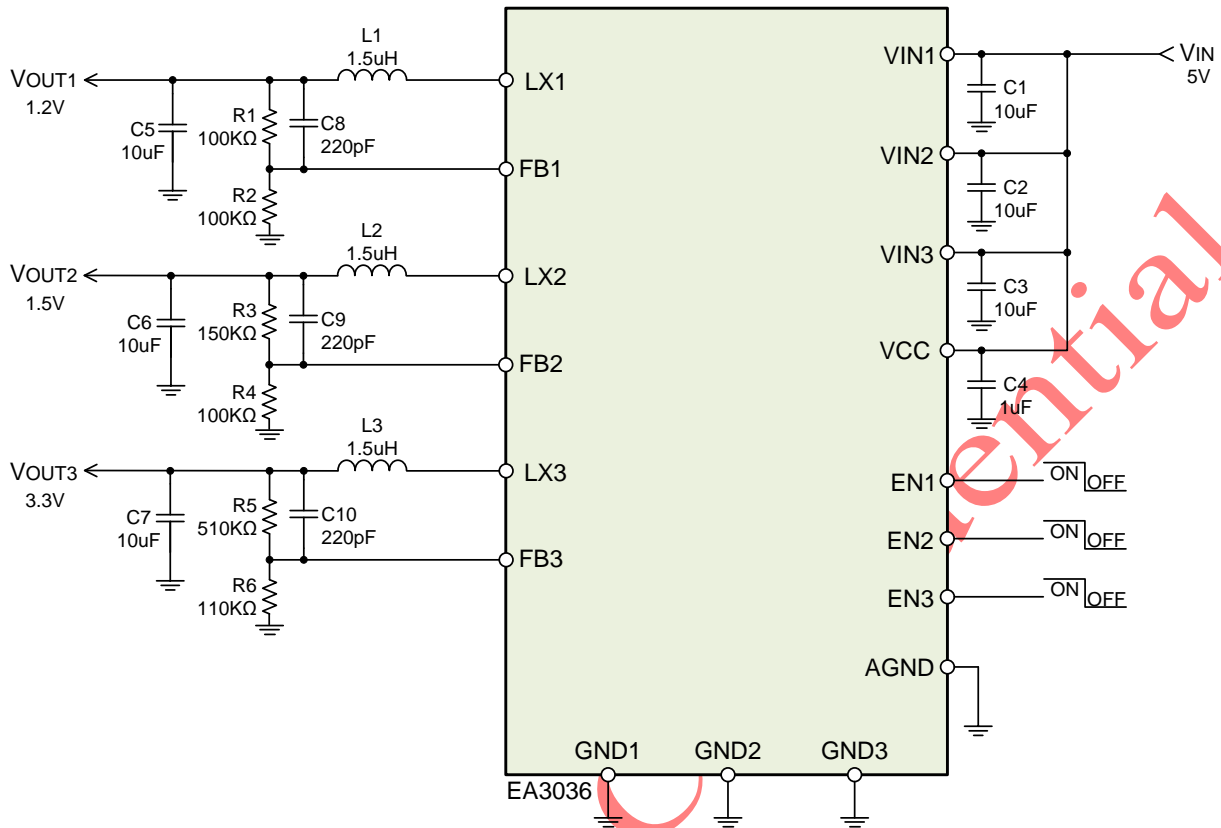 L1
1.5uH
VOUT1
1.2V
LX1
C5
10uF
R1
100KΩ
C8
220pF
FB1
R2
100KΩ
L2
1.5uH
VOUT2
1.5V
LX2
C6
10uF
R3
150KΩ
C9
220pF
FB2
R4
100KΩ
L3
1.5uH
VOUT3
3.3V
LX3
C7
10uF
R5
510KΩ
C10
220pF
FB3
R6
110KΩ
VIN1
VIN
5V
C1
10uF
VIN2
C2
10uF
VIN3
C3
10uF
VCC
C4
1uF
EN1
ON
OFF
EN2
ON
OFF
EN3
ON
OFF
AGND
GND1
GND2
GND3
EA3036